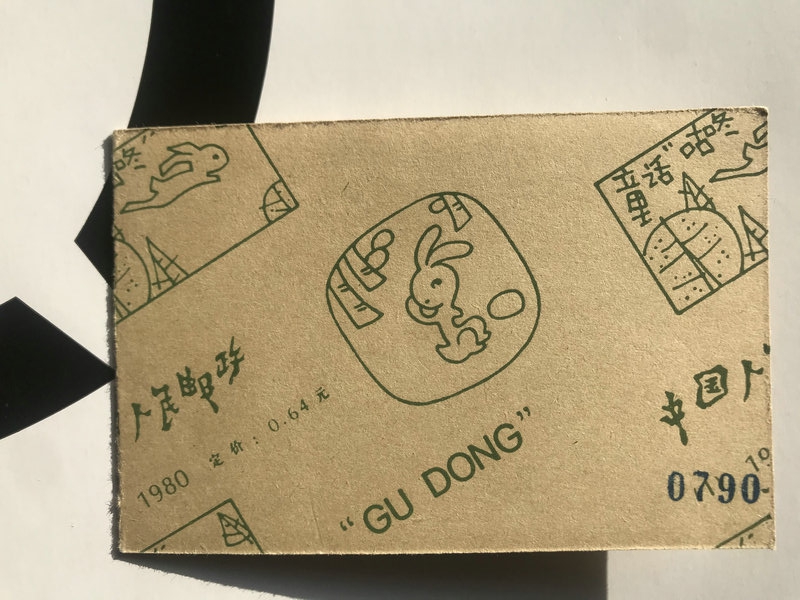 咚”
童话“咕咚
人民邮政
中国人
定价：0.64元
1980
“GU DONG”
19
0790